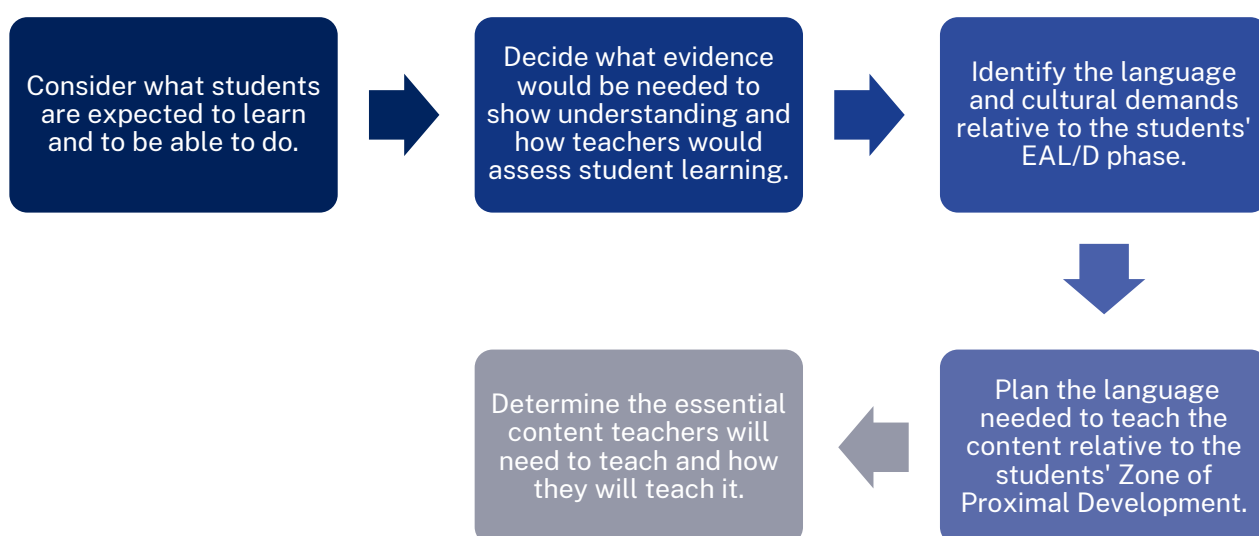 Consider what students
are expected to learn
and to be able to do.
Decide what evidence
would be needed to
show understanding and
how teachers would
assess student learning.
Identify the language
and cultural demands
relative to the students'
EAL/D phase.
Plan the language
needed to teach the
content relative to the
students' Zone of
Proximal Development.
Determine the essential
content teachers will
need to teach and how
they will teach it.